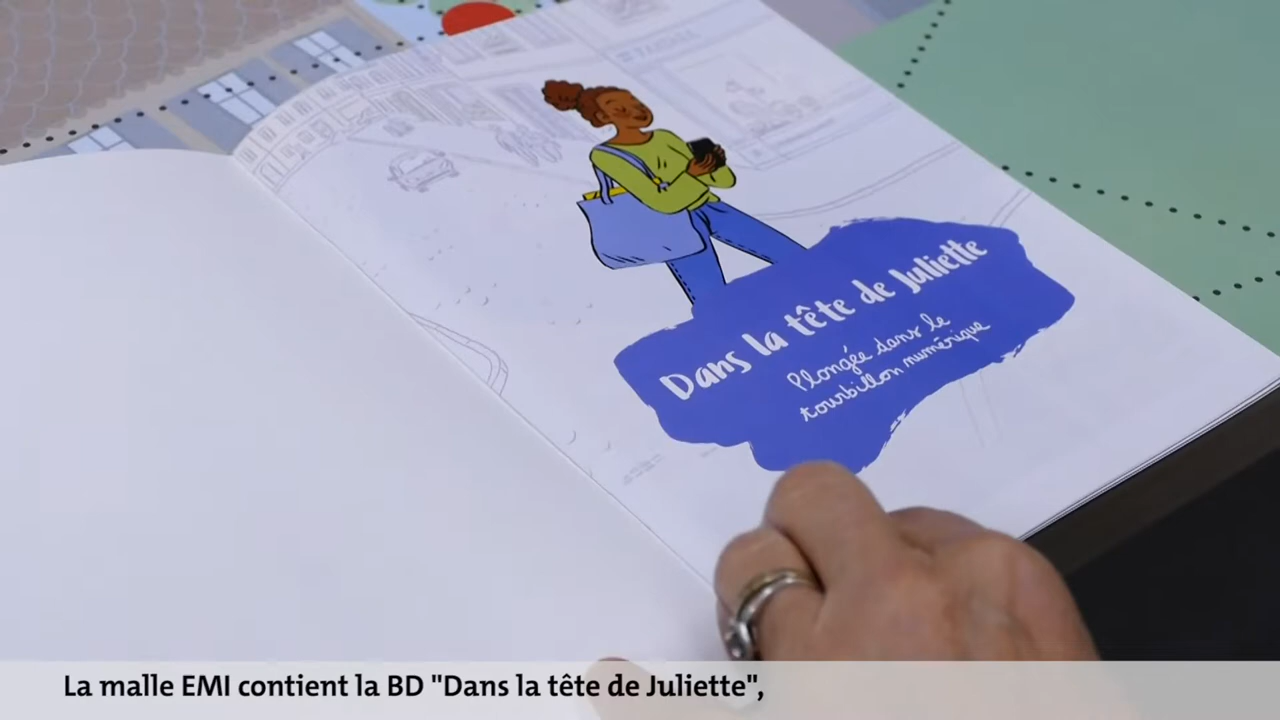 Dans la tête de Juliette
Plongée dans le
tourbillon numérique
La malle EMI contient la BD "Dans la tête de Juliette",